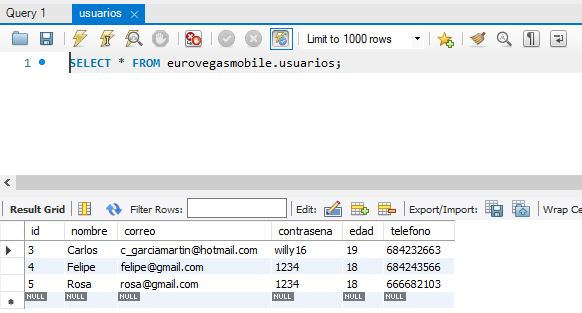 Query 1 usuarios
Limit to 1000 rows
1 SELECT * FROM eurovegasmobile.usuarios;
Result Grid Filter Rows: Edit: Export/Import: Wrap Ce
id nombre correo contrasena edad telefono
3 Carlos c_garciamartin@hotmail.com willy16 19 684232663
4 Felipe felipe@gmail.com 1234 18 684243566
5 Rosa rosa@gmail.com 1234 18 666682103
NULL NULL NULL NULL NULL NULL